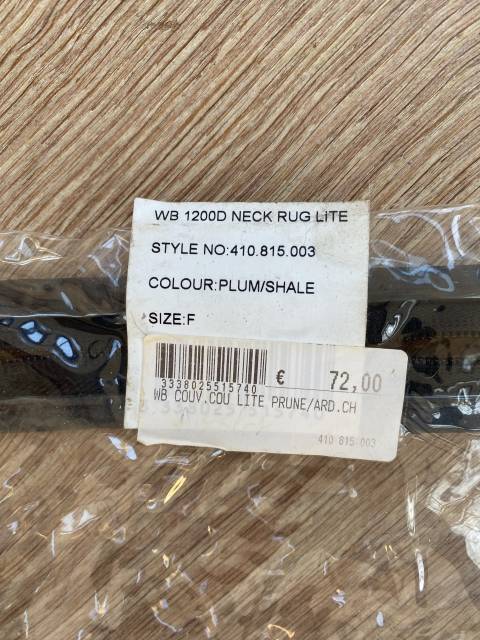 WB 1200D NECK RUG LITE
STYLE NO:410.815.003
COLOUR:PLUM/SHALE
SIZE:F
3338025515740
€ 72,00
WB COUV.COU LITE PRUNE/ARD.CH
410 815 003